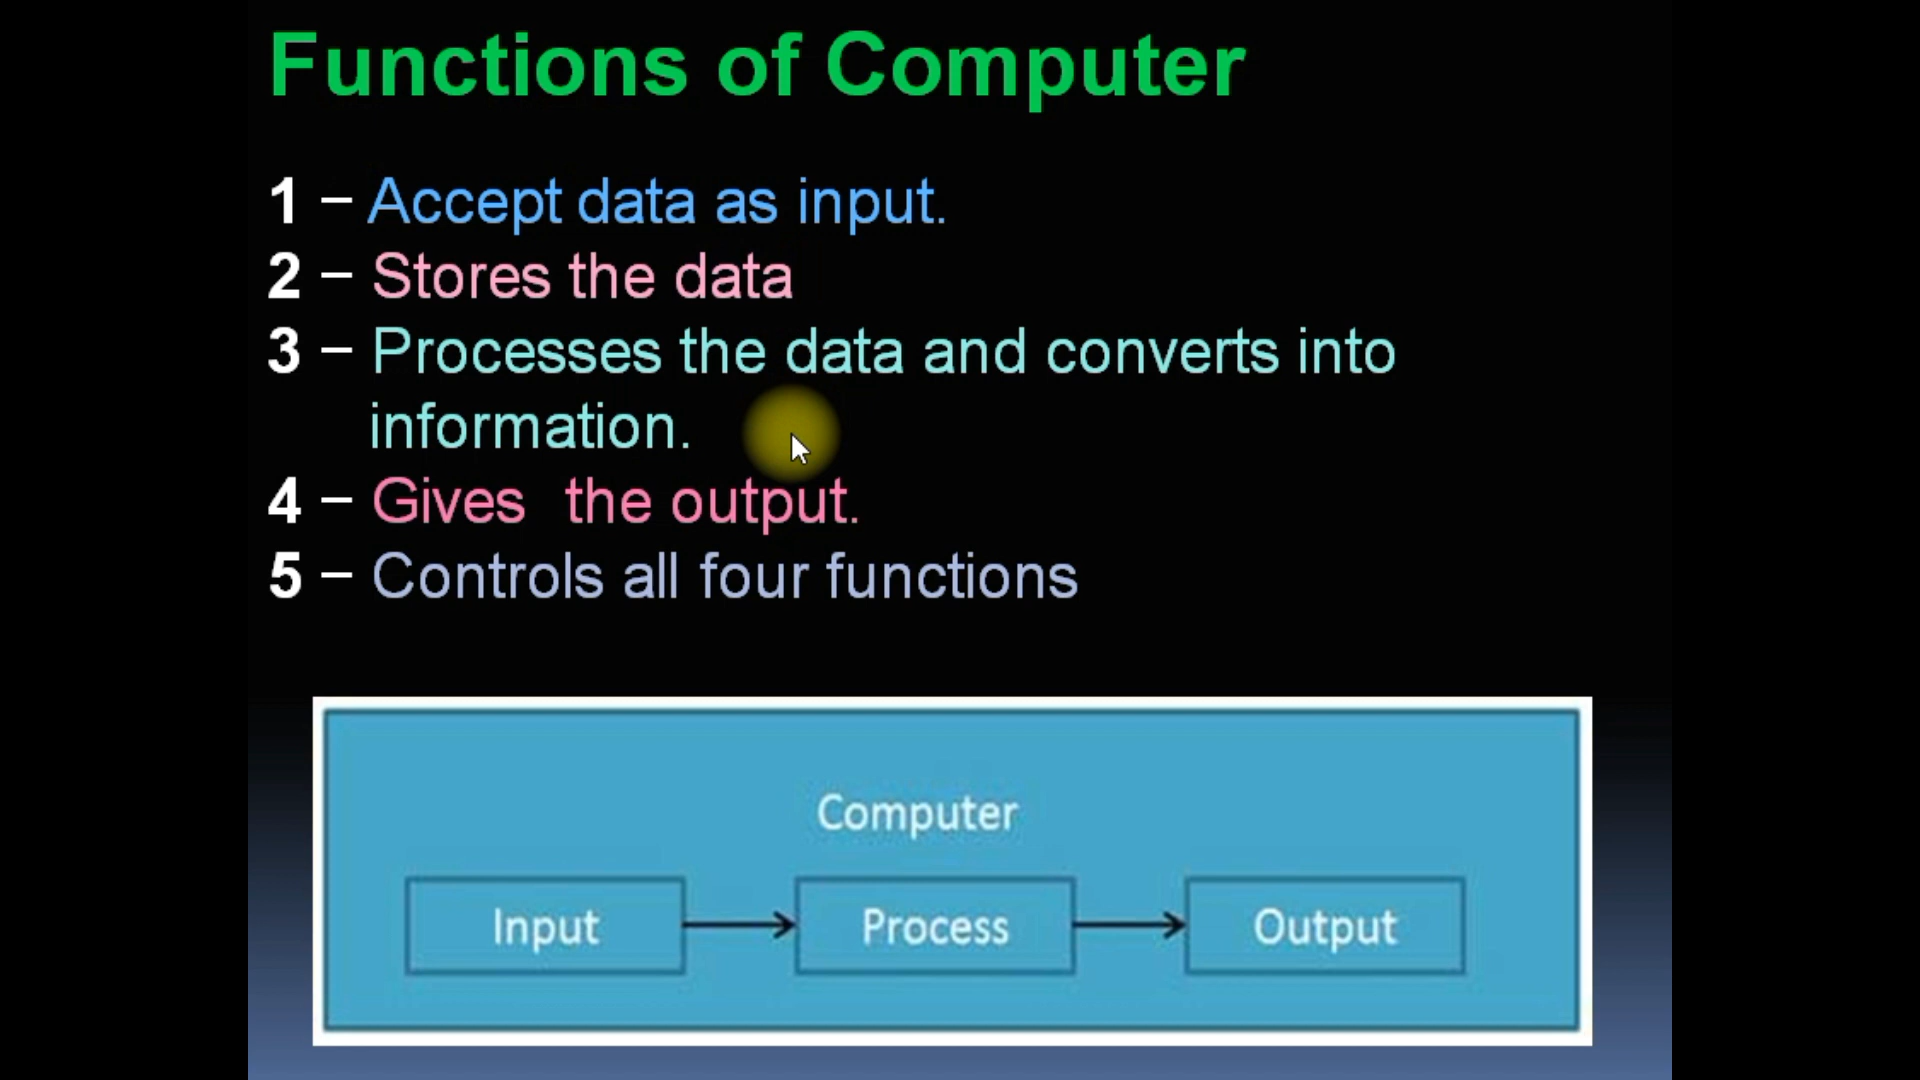 Functions of Computer
1 – Accept data as input.
2 – Stores the data
3 – Processes the data and converts into
information.
4 – Gives the output.
5 – Controls all four functions
Computer
Input
Process
Output